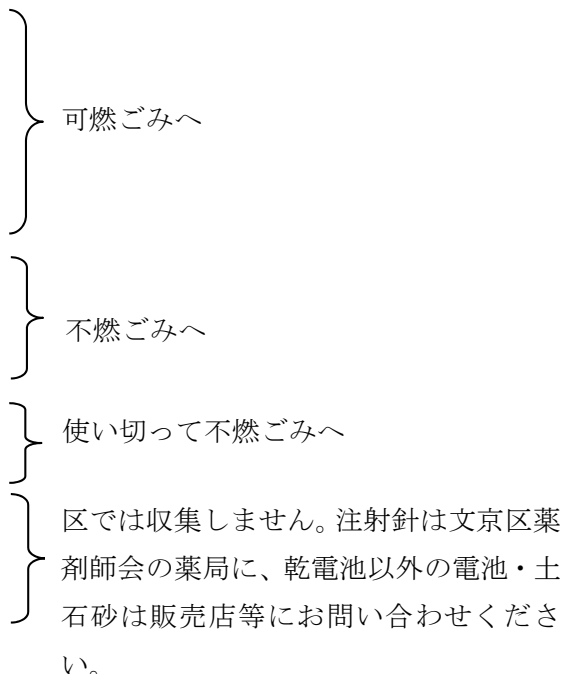 可燃ごみへ
不燃ごみへ
使い切って不燃ごみへ
区では収集しません。注射針は文京区薬
剤師会の薬局に、乾電池以外の電池・土
石砂は販売店等にお問い合わせくださ
い。